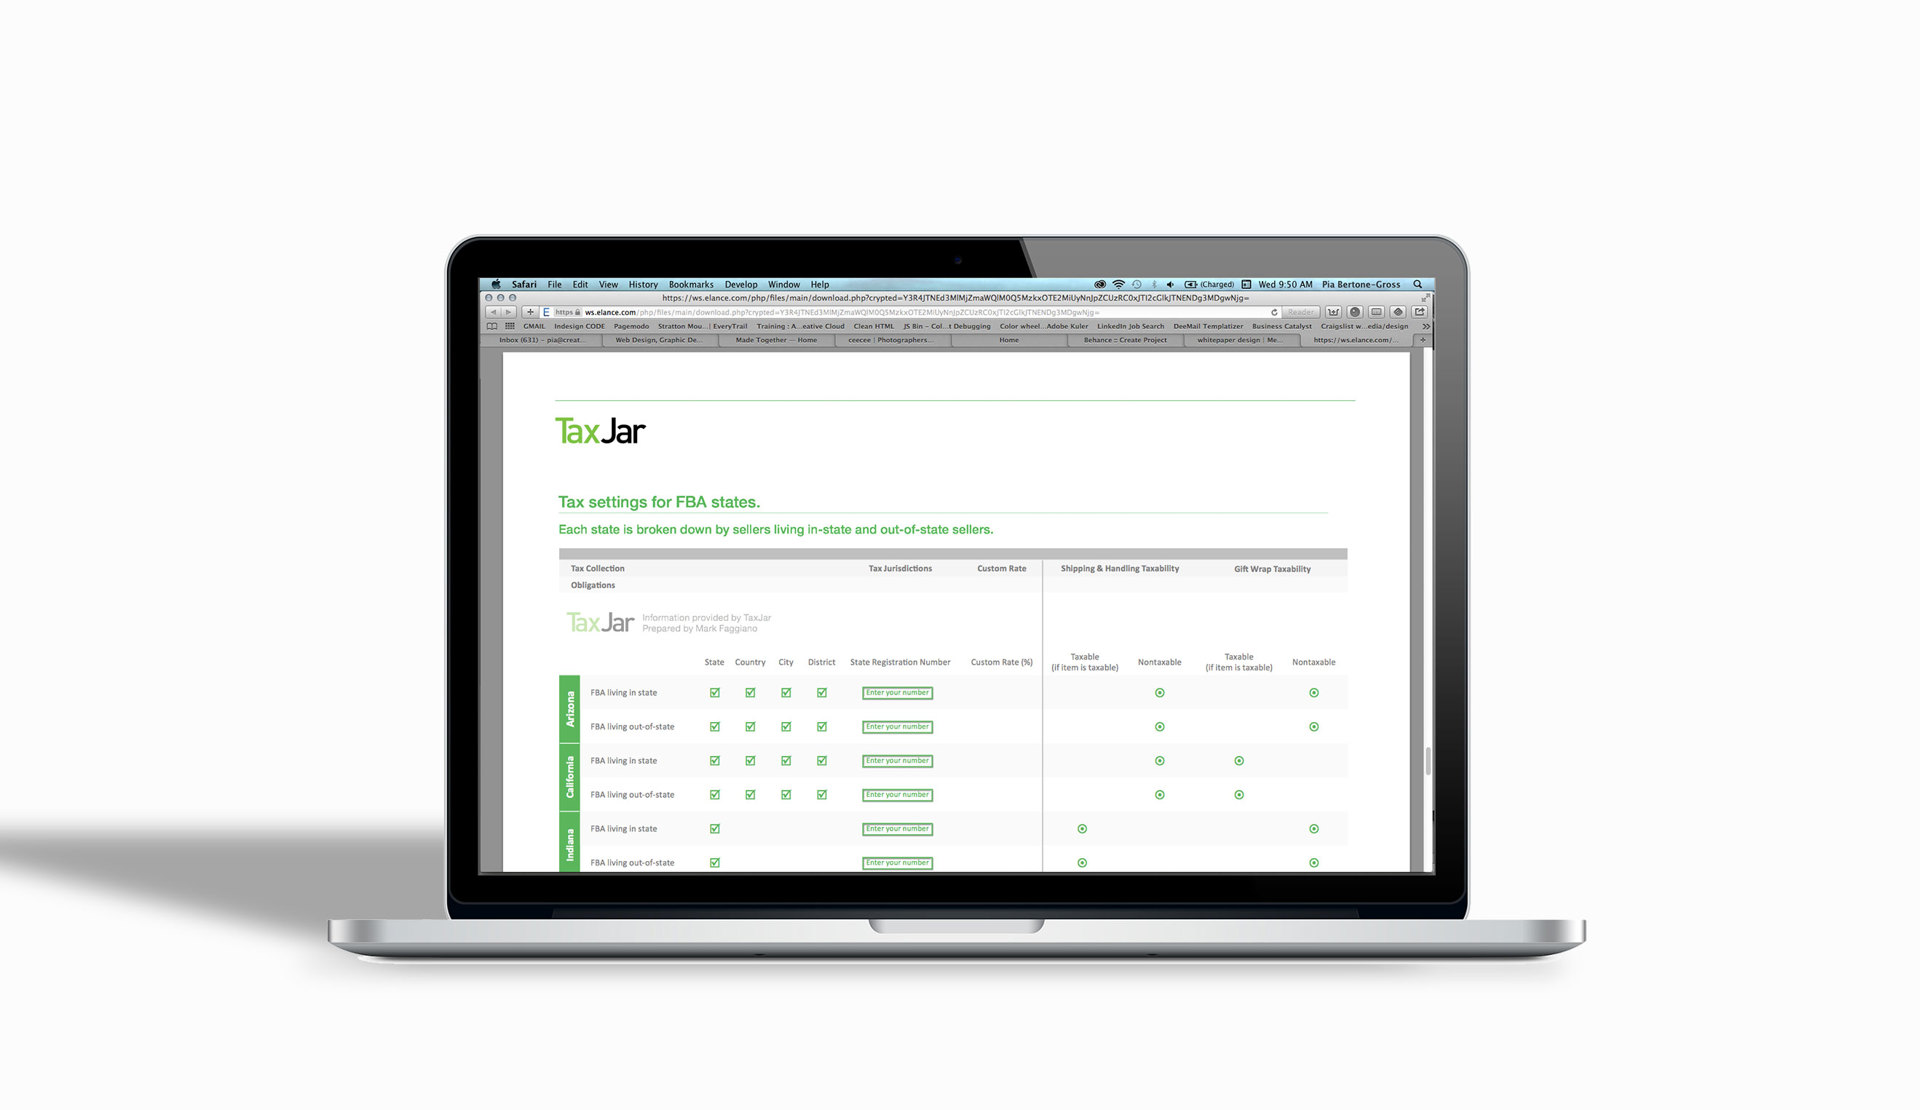 Safari File Edit View History Bookmarks Develop Window Help (Charged) Wed 9:50 AM Pia Bertone-Gross
https://ws.elance.com/php/files/main/download.php?crypted=
https ws.elance.com/php/files/main/download.php?crypted= Reader
GMAIL Indesign CODE Pagemodo Stratton Mou...| EveryTrail Training : A...eative Cloud Clean HTML JS Bin – Col...t Debugging Color wheel...Adobe Kuler LinkedIn Job Search DeeMail Templatizer Business Catalyst Craigslist w...edia/design
Inbox (631) – pia@creat... Web Design, Graphic De... Made Together — Home ceecee | Photographers... Home Behance :: Create Project whitepaper design | Me... https://ws.elance.com/...
TaxJar
Tax settings for FBA states.
Each state is broken down by sellers living in-state and out-of-state sellers.
Tax Collection Tax Jurisdictions Custom Rate Shipping & Handling Taxability Gift Wrap Taxability
Obligations
TaxJar Information provided by TaxJar
Prepared by Mark Faggiano
State Country City District State Registration Number Custom Rate (%) Taxable (if item is taxable) Nontaxable Taxable (if item is taxable) Nontaxable
Arizona
FBA living in state Enter your number
FBA living out-of-state Enter your number
California
FBA living in state Enter your number
FBA living out-of-state Enter your number
Indiana
FBA living in state Enter your number
FBA living out-of-state Enter your number